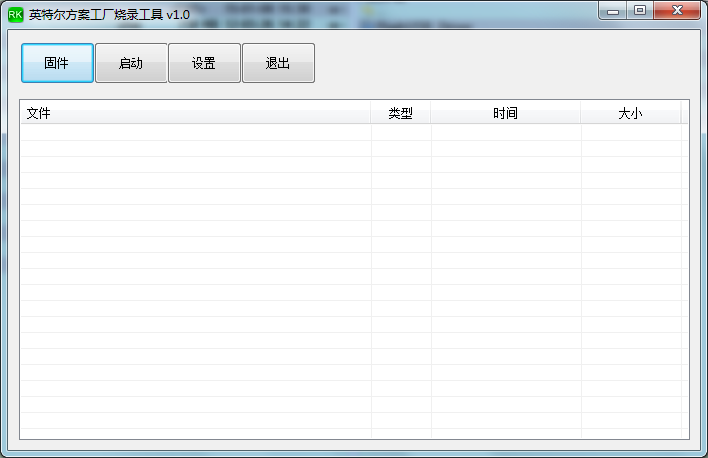 RK 英特尔方案工厂烧录工具 v1.0
固件 启动 设置 退出
文件 类型 时间 大小